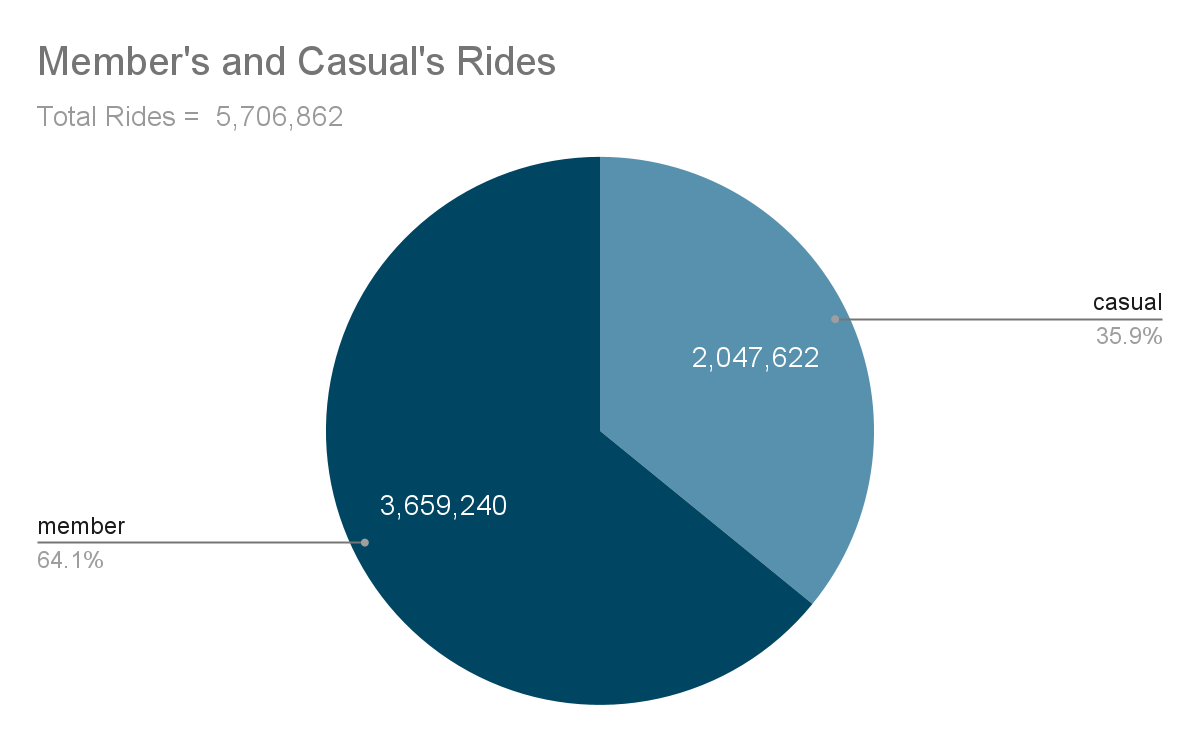 Member's and Casual's Rides
Total Rides =  5,706,862
casual
35.9%
2,047,622
3,659,240
member
64.1%